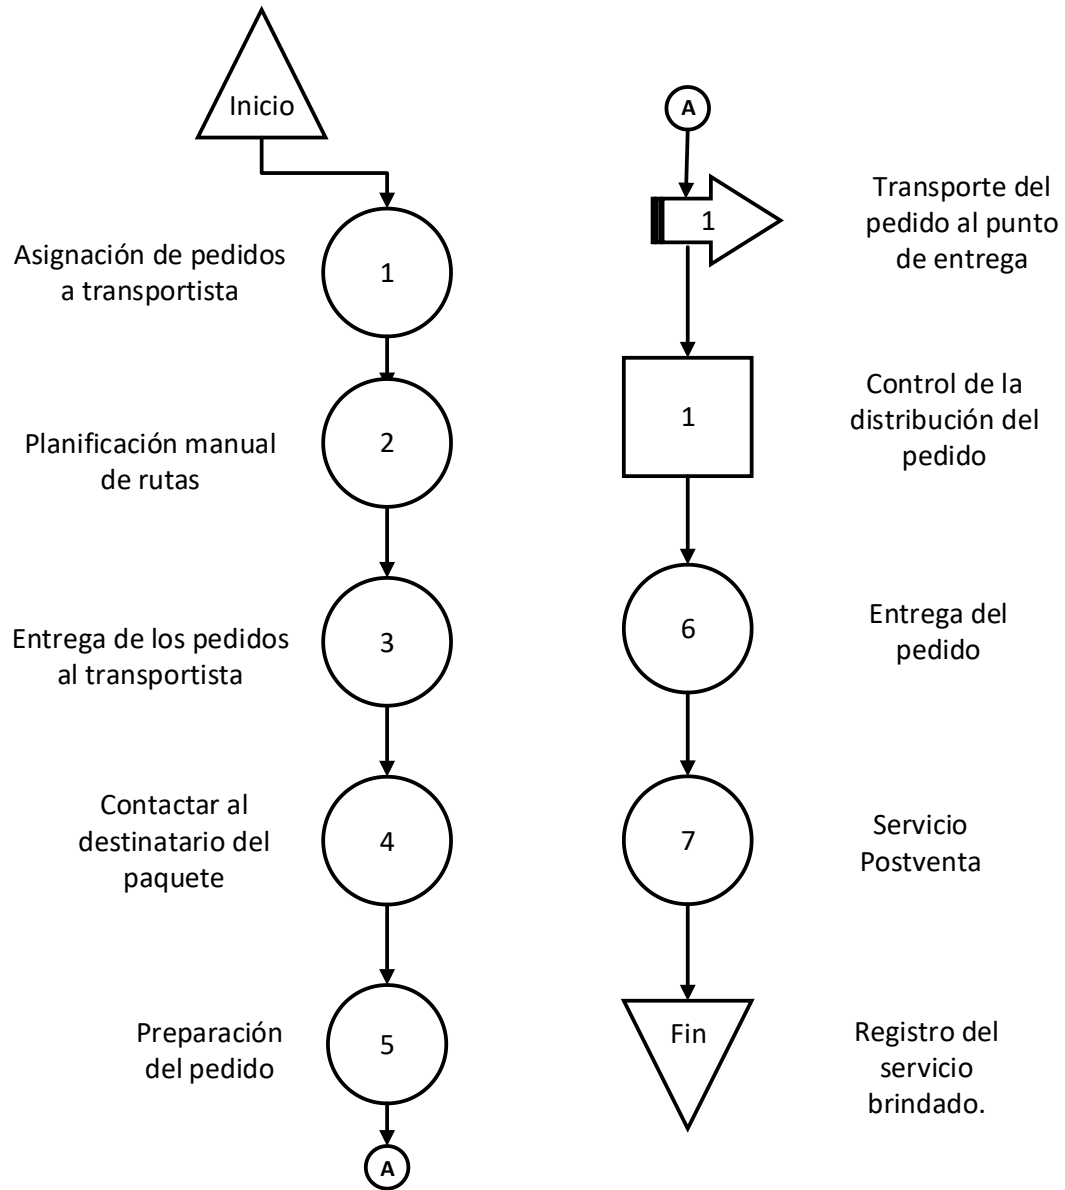 Inicio
Asignación de pedidos
a transportista
1
Planificación manual
de rutas
2
Entrega de los pedidos
al transportista
3
Contactar al
destinatario del
paquete
4
Preparación
del pedido
5
A
A
1
Transporte del
pedido al punto
de entrega
1
Control de la
distribución del
pedido
6
Entrega del
pedido
7
Servicio
Postventa
Fin
Registro del
servicio
brindado.